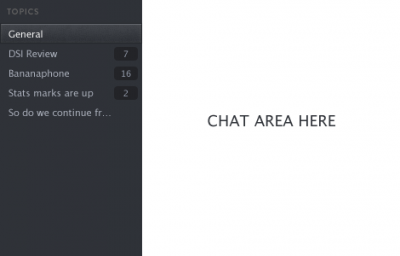 TOPICS
General
DSI Review 7
Bananaphone 16
Stats marks are up 2
So do we continue fr...
CHAT AREA HERE